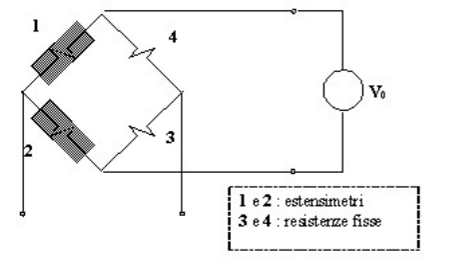 1
4
V₀
2
3
1 e 2 : estensimetri
3 e 4 : resistenze fisse